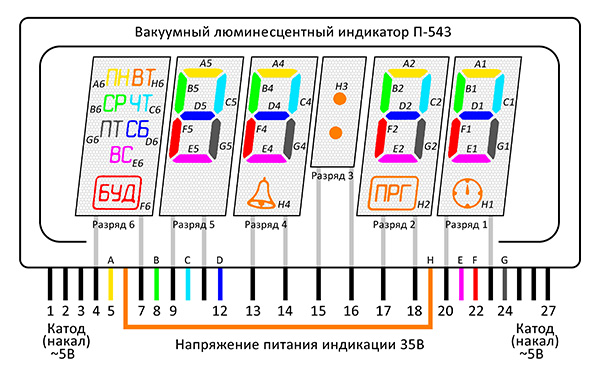 Вакуумный люминесцентный индикатор П-543
A6 ПН ВТ H6
B6 СР ЧТ C6
G6 ПТ СБ D6
ВС E6
БУД F6
A5
B5
D5 C5
F5
E5 G5
A4
B4
D4 C4
F4
E4 G4
H4
H3
A2
B2
D2 C2
F2
E2 G2
ПРГ H2
A1
B1
D1 C1
F1
E1 G1
H1
Разряд 6 Разряд 5 Разряд 4 Разряд 3 Разряд 2 Разряд 1
A B C D H E F G
1 2 3 4 5 7 8 9 12 13 14 15 16 17 18 20 22 24 27
Катод
(накал)
~5В
Напряжение питания индикации 35В
Катод
(накал)
~5В